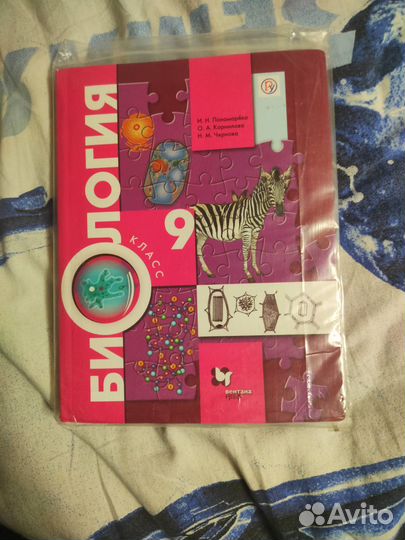 И. Н. Пономарёва
О. А. Корнилова
Н. М. Чернова
БИОЛОГИЯ
9
КЛАСС
вентана
граф
Avito